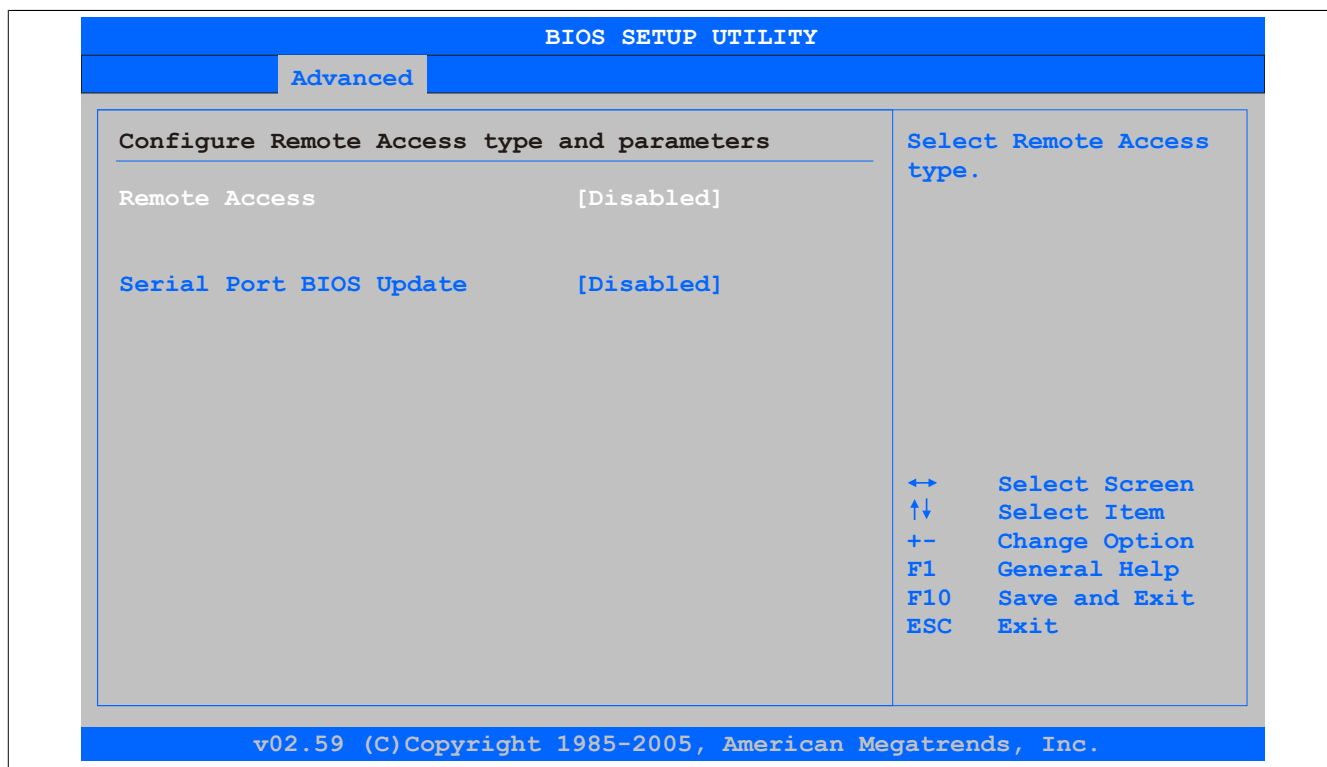 BIOS SETUP UTILITY
Advanced
Configure Remote Access type and parameters
Remote Access [Disabled]
Serial Port BIOS Update [Disabled]
Select Remote Access
type.
↔ Select Screen
↑↓ Select Item
+- Change Option
F1 General Help
F10 Save and Exit
ESC Exit
v02.59 (C)Copyright 1985-2005, American Megatrends, Inc.